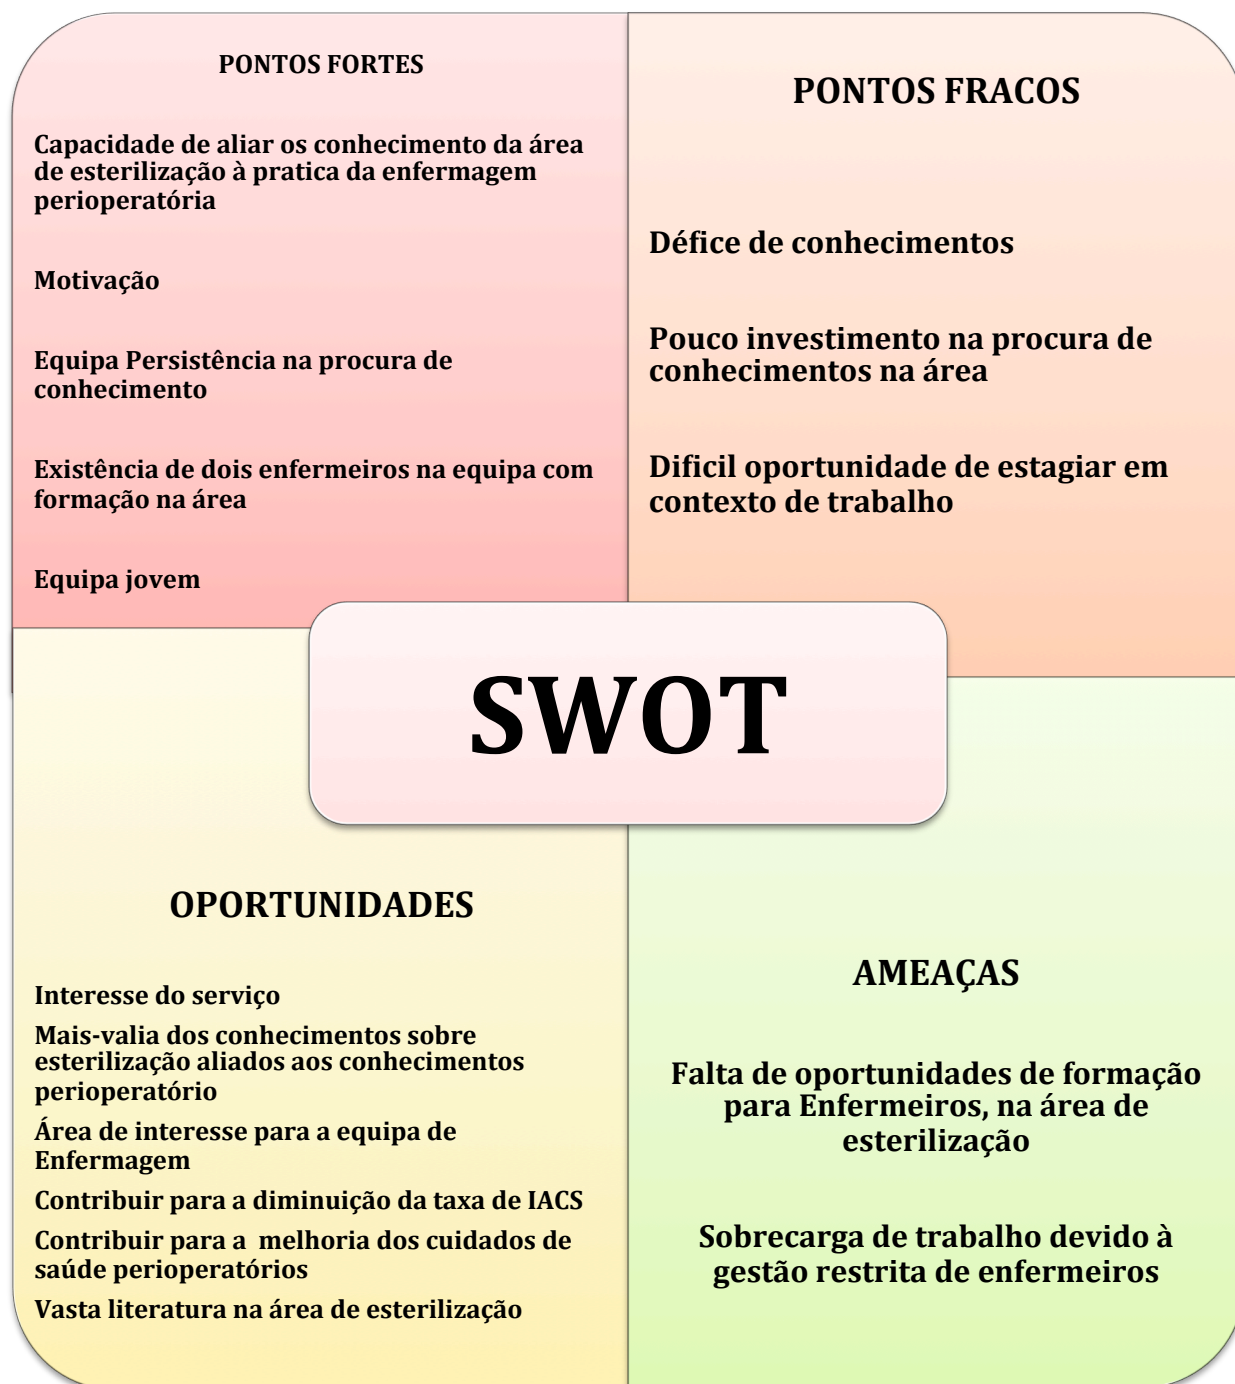 PONTOS FORTES
Capacidade de aliar os conhecimento da área
de esterilização à pratica da enfermagem
perioperatória
Motivação
Equipa Persistência na procura de
conhecimento
Existência de dois enfermeiros na equipa com
formação na área
Equipa jovem
PONTOS FRACOS
Défice de conhecimentos
Pouco investimento na procura de
conhecimentos na área
Dificil oportunidade de estagiar em
contexto de trabalho
SWOT
OPORTUNIDADES
Interesse do serviço
Mais-valia dos conhecimentos sobre
esterilização aliados aos conhecimentos
perioperatório
Área de interesse para a equipa de
Enfermagem
Contribuir para a diminuição da taxa de IACS
Contribuir para a  melhoria dos cuidados de
saúde perioperatórios
Vasta literatura na área de esterilização
AMEAÇAS
Falta de oportunidades de formação
para Enfermeiros, na área de
esterilização
Sobrecarga de trabalho devido à
gestão restrita de enfermeiros